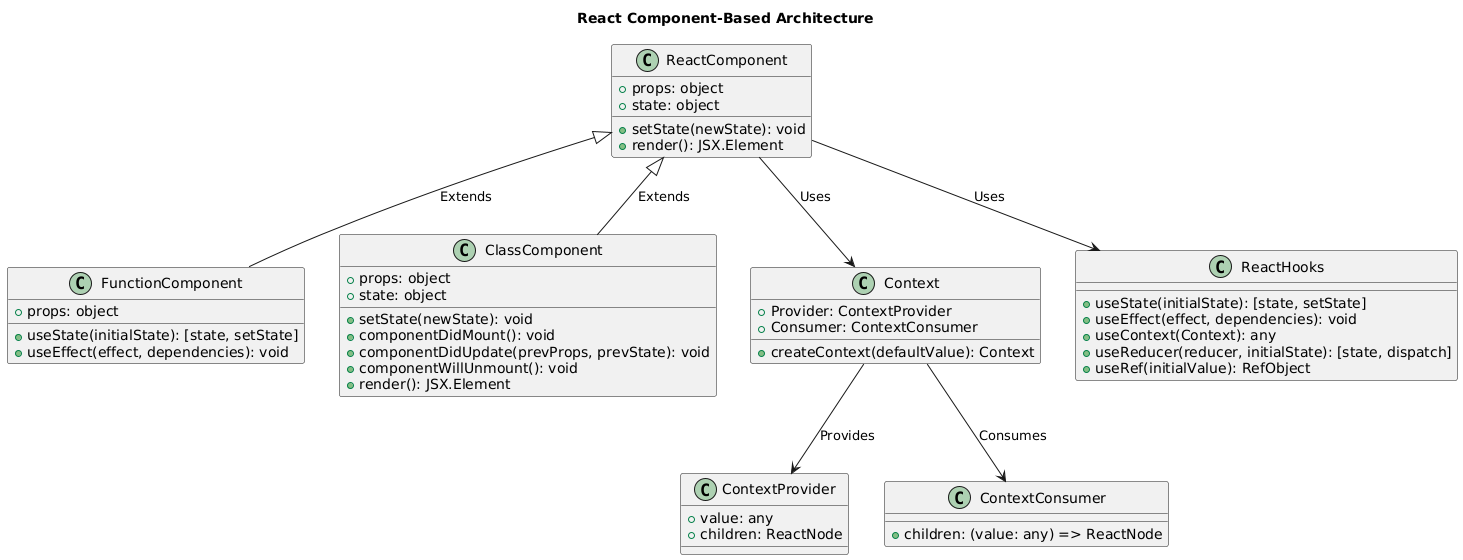 React Component-Based Architecture
C ReactComponent
props: object
state: object
setState(newState): void
render(): JSX.Element
Extends
Extends
Uses
Uses
C FunctionComponent
props: object
useState(initialState): [state, setState]
useEffect(effect, dependencies): void
C ClassComponent
props: object
state: object
setState(newState): void
componentDidMount(): void
componentDidUpdate(prevProps, prevState): void
componentWillUnmount(): void
render(): JSX.Element
C Context
Provider: ContextProvider
Consumer: ContextConsumer
createContext(defaultValue): Context
C ReactHooks
useState(initialState): [state, setState]
useEffect(effect, dependencies): void
useContext(Context): any
useReducer(reducer, initialState): [state, dispatch]
useRef(initialValue): RefObject
Provides
Consumes
C ContextProvider
value: any
children: ReactNode
C ContextConsumer
children: (value: any) => ReactNode